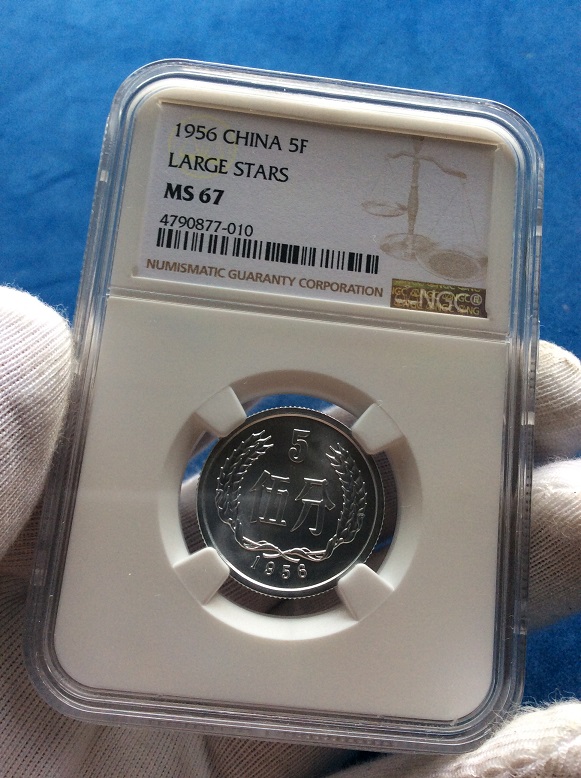 1956 CHINA 5F
LARGE STARS
MS 67
4790877-010
NUMISMATIC GUARANTY CORPORATION
NGC®
5
伍分
1956